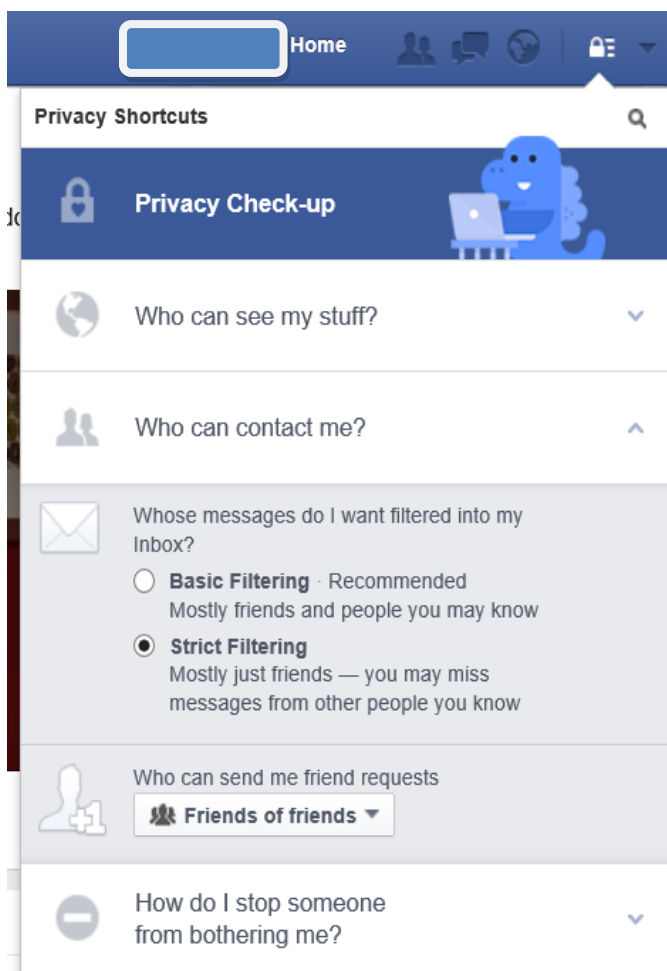 Home
Privacy Shortcuts
Privacy Check-up
Who can see my stuff?
Who can contact me?
Whose messages do I want filtered into my
Inbox?
Basic Filtering · Recommended
Mostly friends and people you may know
Strict Filtering
Mostly just friends — you may miss
messages from other people you know
Who can send me friend requests
+1
Friends of friends
How do I stop someone
from bothering me?